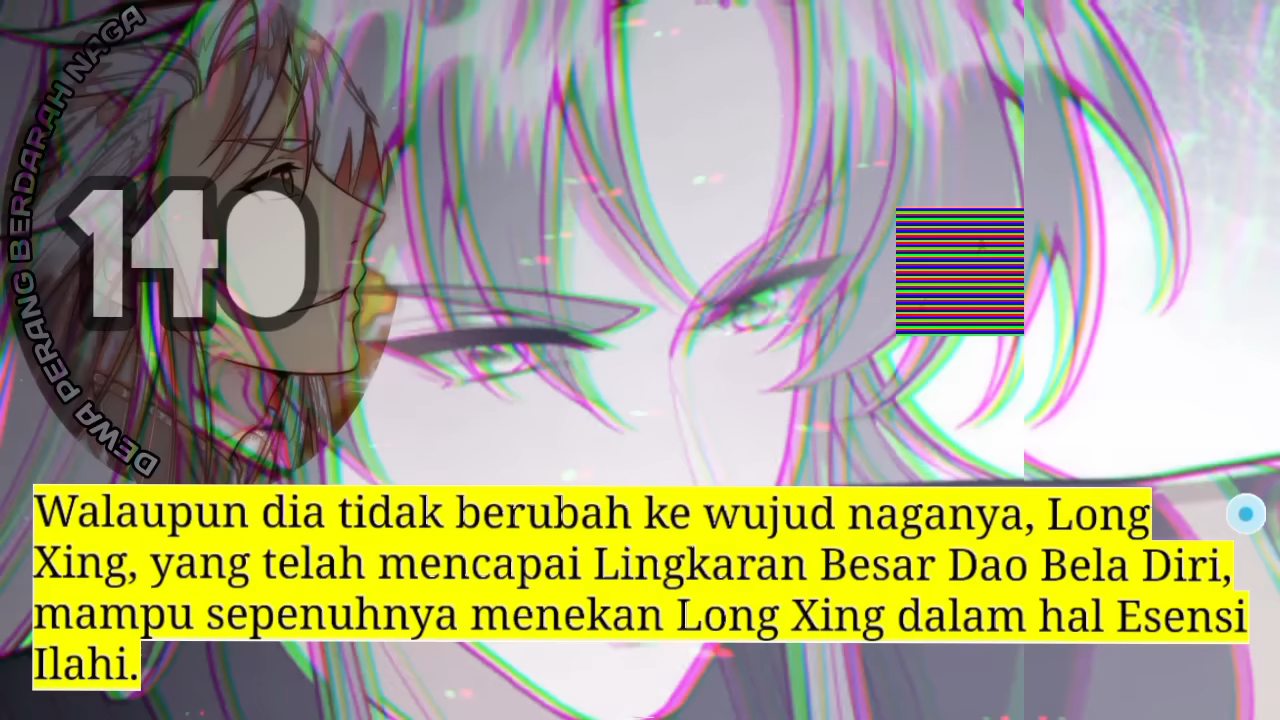 DEWA PERANG BERDARAH NAGA
140
Walaupun dia tidak berubah ke wujud naganya, Long
Xing, yang telah mencapai Lingkaran Besar Dao Bela Diri,
mampu sepenuhnya menekan Long Xing dalam hal Esensi
Ilahi.